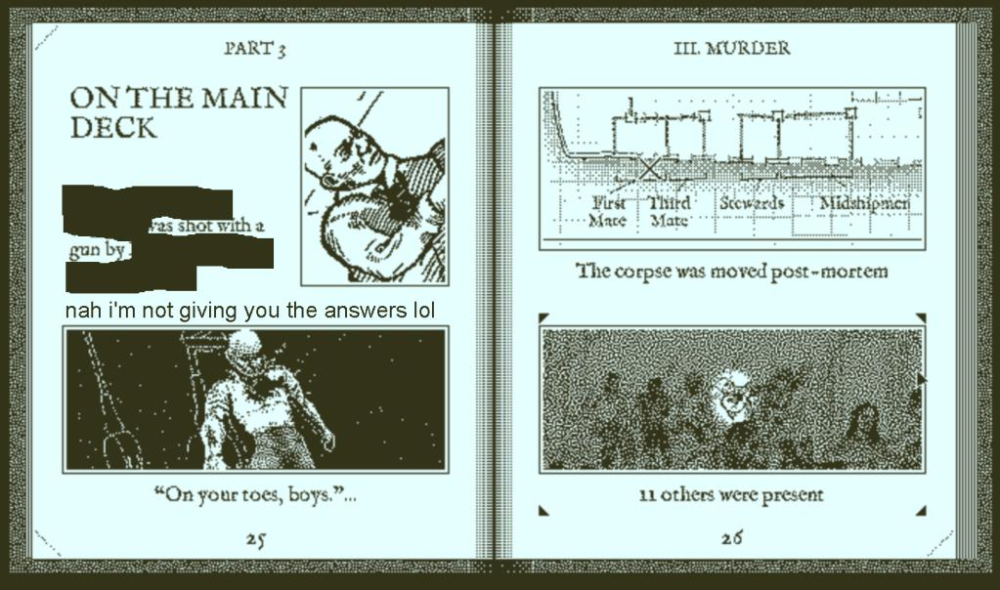 PART 3
ON THE MAIN
DECK
was shot with a
gun by
nah i'm not giving you the answers lol
"On your toes, boys."...
25
III. MURDER
First
Mate
Third
Mate
Stewards
Midshipmen
The corpse was moved post-mortem
11 others were present
26